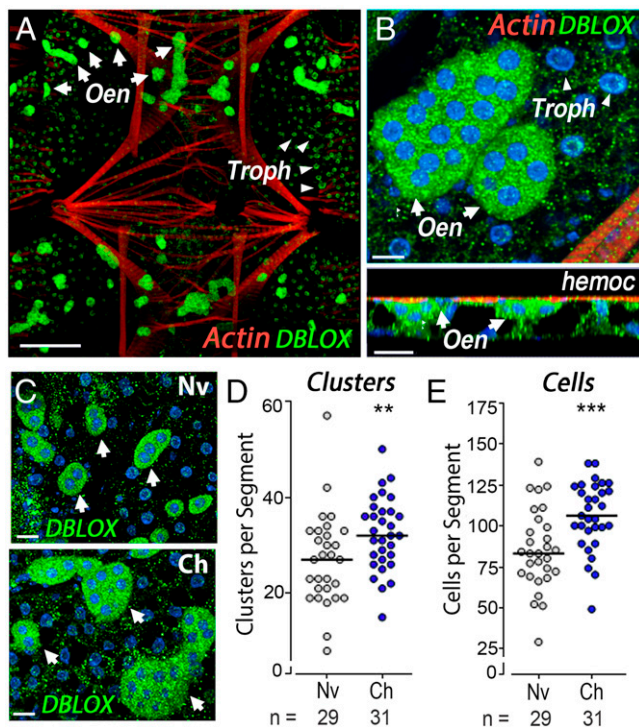 A
Oen
Troph
Actin DBLOX
B
Actin DBLOX
Troph
Oen
hemoc
Oen
C
Nv
DBLOX
Ch
DBLOX
D
Clusters
**
60
40
20
0
Clusters per Segment
Nv Ch
n = 29 31
E
Cells
***
175
150
125
100
75
50
25
0
Cells per Segment
Nv Ch
n = 29 31